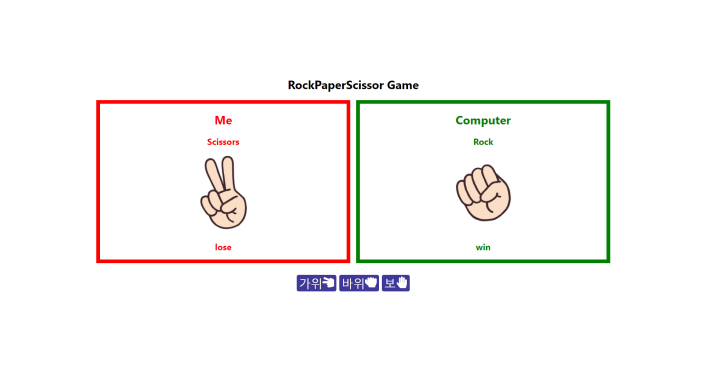 RockPaperScissor Game
Me
Scissors
lose
Computer
Rock
win
가위 바위 보